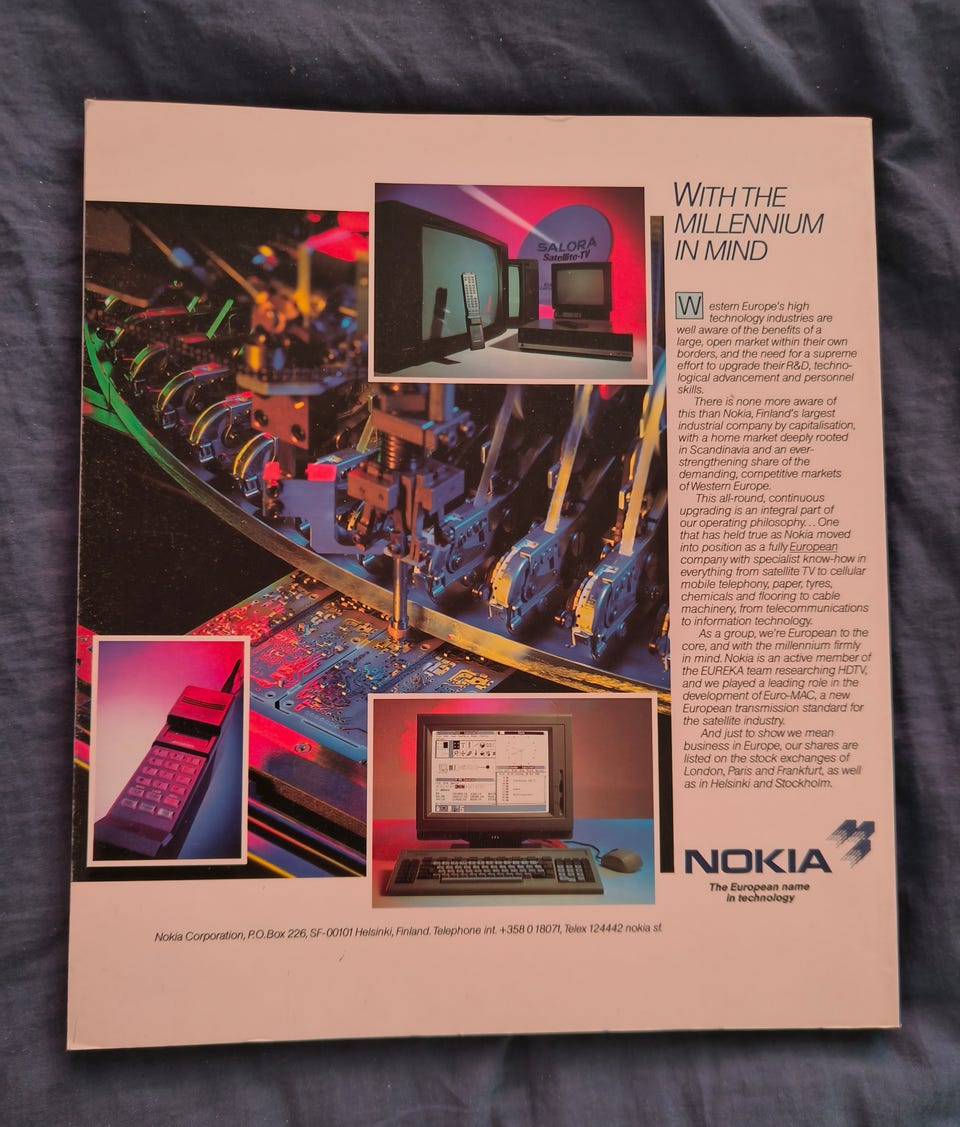 SALORA
Satellite-TV
WITH THE
MILLENNIUM
IN MIND
Western Europe's high
technology industries are
well aware of the benefits of a
large, open market within their own
borders, and the need for a supreme
effort to upgrade their R&D, techno-
logical advancement and personnel
skills.
There is none more aware of
this than Nokia, Finland's largest
industrial company by capitalisation,
with a home market deeply rooted
in Scandinavia and an ever-
strengthening share of the
demanding, competitive markets
of Western Europe.
This all-round, continuous
upgrading is an integral part of
our operating philosophy... One
that has held true as Nokia moved
into position as a fully European
company with specialist know-how in
everything from satellite TV to cellular
mobile telephony, paper, tyres,
chemicals and flooring to cable
machinery, from telecommunications
to information technology.
As a group, we're European to the
core, and with the millennium firmly
in mind. Nokia is an active member of
the EUREKA team researching HDTV,
and we played a leading role in the
development of Euro-MAC, a new
European transmission standard for
the satellite industry.
And just to show we mean
business in Europe, our shares are
listed on the stock exchanges of
London, Paris and Frankfurt, as well
as in Helsinki and Stockholm.
NOKIA
The European name
in technology
Nokia Corporation, P.O.Box 226, SF-00101 Helsinki, Finland. Telephone int. +358 0 18071, Telex 124442 nokia sf.